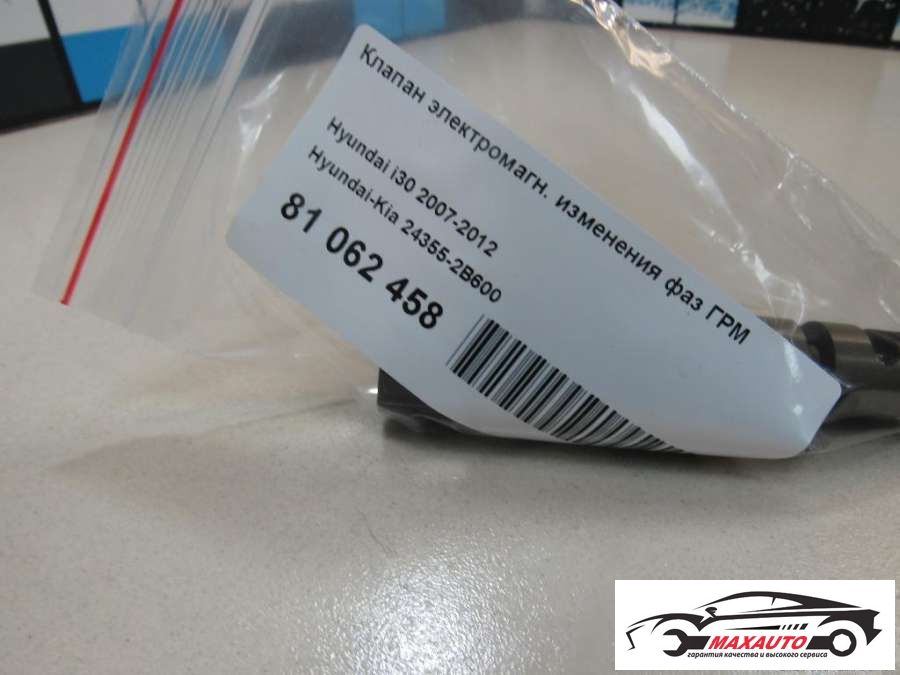 Клапан электромагн. изменения фаз ГРМ
Hyundai i30 2007-2012
Hyundai-Kia 24355-2B600
81 062 458
MAXAUTO
гарантия качества и высокого сервиса